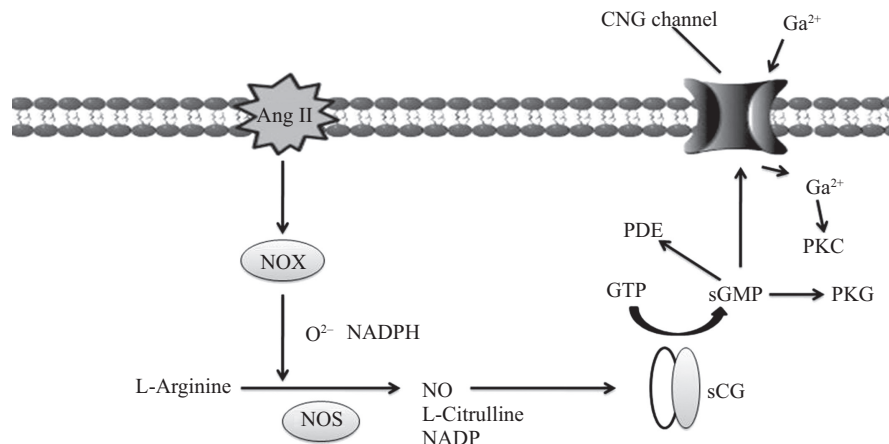 CNG channel
Ga²⁺
Ang II
Ga²⁺
PDE
PKC
NOX
GTP
sGMP
PKG
O²⁻ NADPH
L-Arginine
NO
sCG
NOS
L-Citrulline
NADP